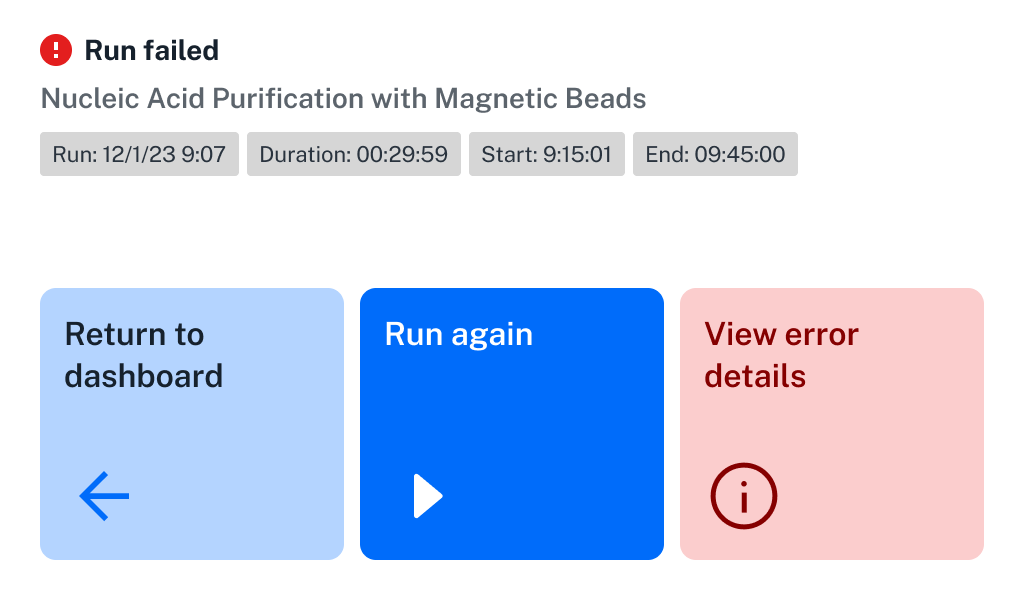 Run failed
Nucleic Acid Purification with Magnetic Beads
Run: 12/1/23 9:07 Duration: 00:29:59 Start: 9:15:01 End: 09:45:00
Return to
dashboard
Run again
View error
details